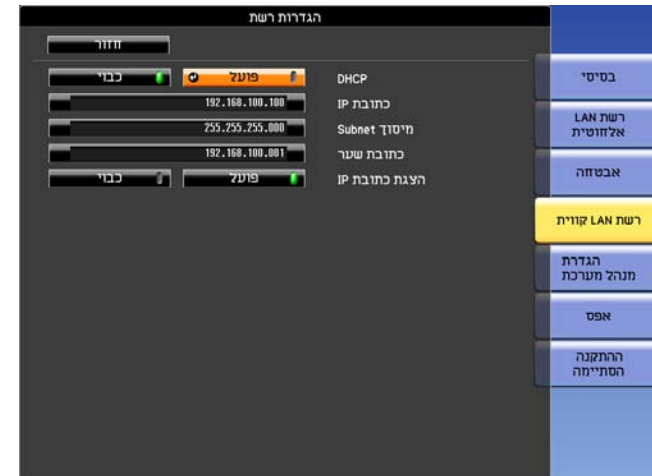 הגדרות רשת
חזור
DHCP פועל כבוי
כתובת IP 192.168.100.100
מיסוך Subnet 255.255.255.000
כתובת שער 192.168.100.001
הצגת כתובת IP פועל כבוי
בסיסי
רשת LAN
אלחוטית
אבטחה
רשת LAN קווית
הגדרת
מנהל מערכת
אפס
ההתקנה
הסתיימה